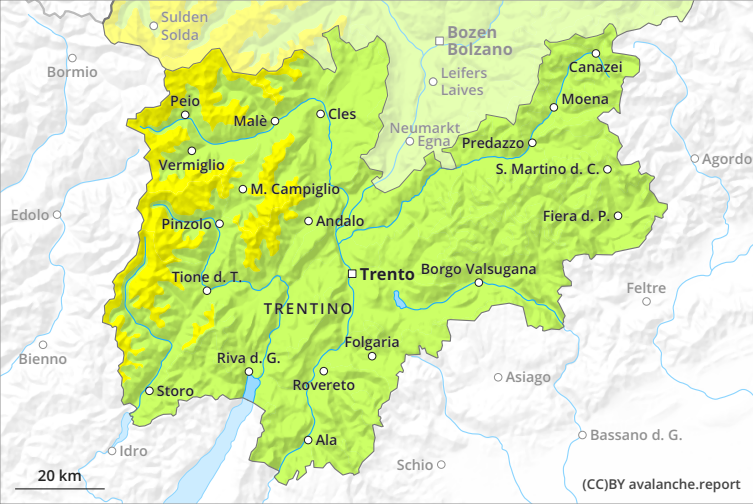 Sulden
Solda
Bozen
Bolzano
Bormio
Canazei
Leifers
Laives
Peio
Moena
Malè
Cles
Neumarkt
Egna
Predazzo
Vermiglio
Agordo
S. Martino d. C.
M. Campiglio
Edolo
Pinzolo
Andalo
Fiera d. P.
Trento
Borgo Valsugana
Tione d. T.
Feltre
TRENTINO
Bienno
Folgaria
Riva d. G.
Rovereto
Asiago
Storo
Ala
Bassano d. G.
Idro
Schio
20 km
(CC)BY avalanche.report